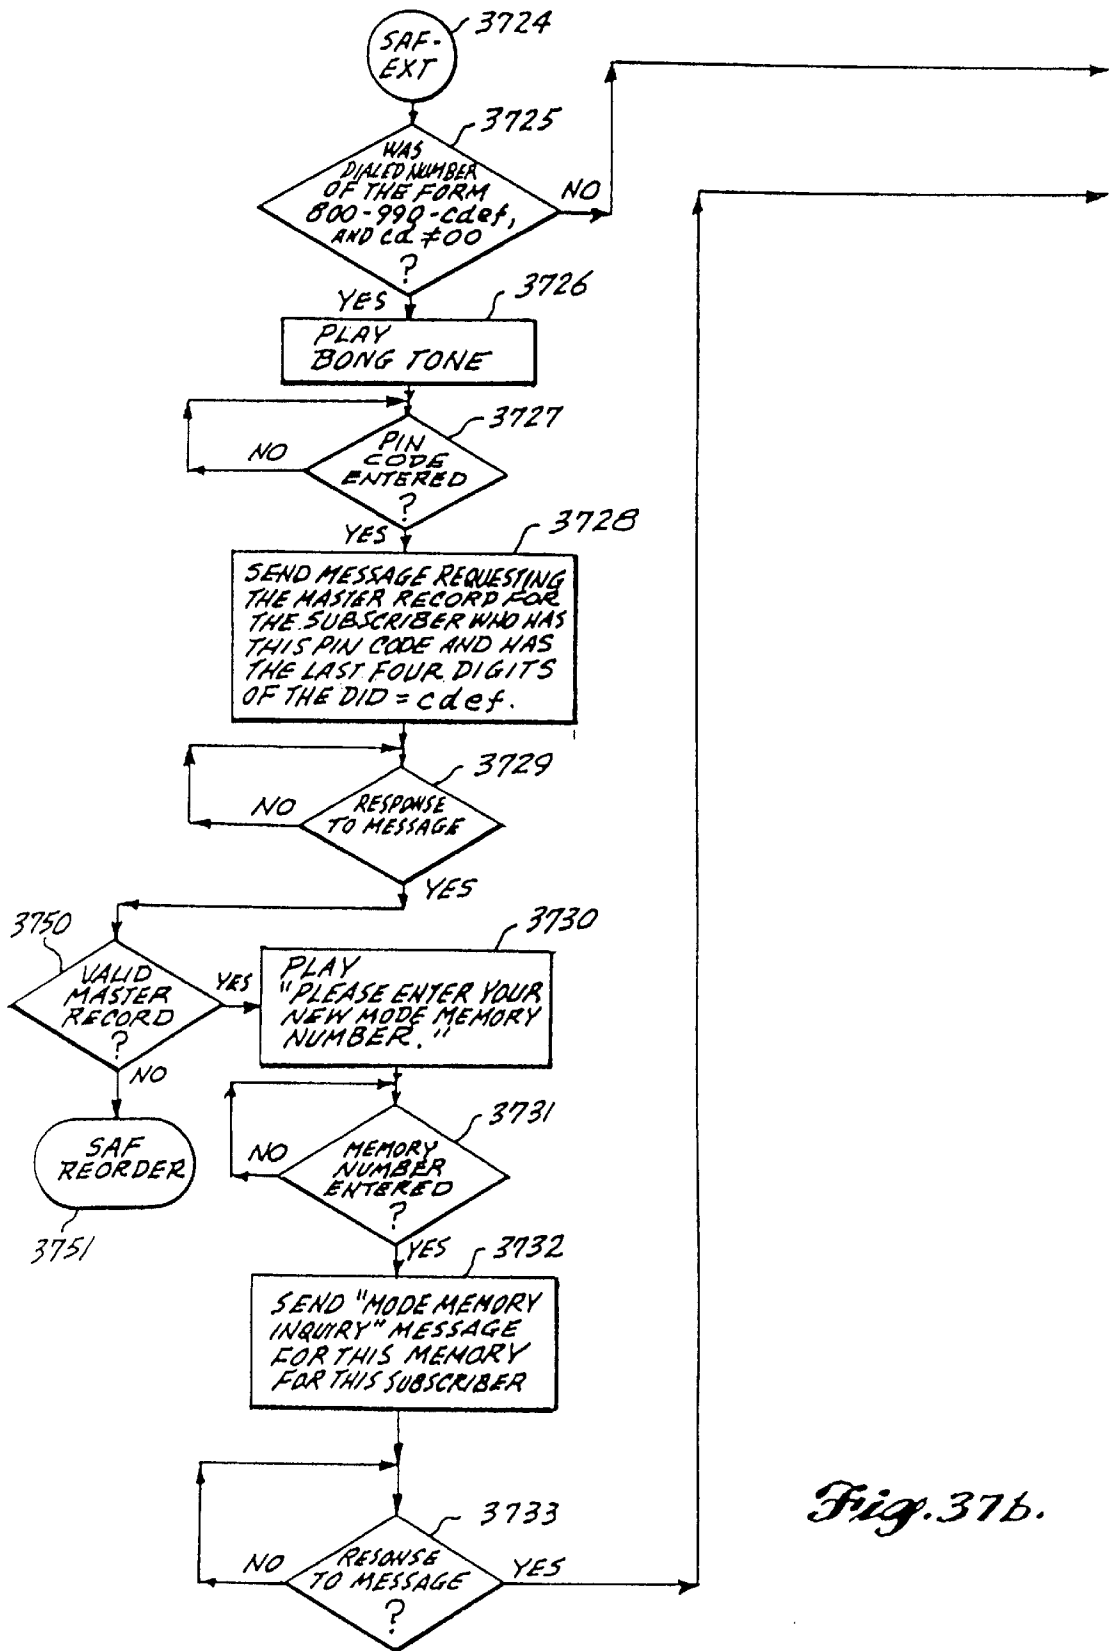 3724
SAF-
EXT
3725
WAS
DIALED NUMBER
OF THE FORM
800-990-cdef,
AND cd ≠ 00
?
NO
YES
3726
PLAY
BONG TONE
3727
PIN
CODE
ENTERED
?
NO
YES
3728
SEND MESSAGE REQUESTING
THE MASTER RECORD FOR
THE SUBSCRIBER WHO HAS
THIS PIN CODE AND HAS
THE LAST FOUR DIGITS
OF THE DID = cdef.
3729
RESPONSE
TO MESSAGE
NO
YES
3750
VALID
MASTER
RECORD
?
YES
NO
SAF
REORDER
3751
3730
PLAY
"PLEASE ENTER YOUR
NEW MODE MEMORY
NUMBER."
3731
MEMORY
NUMBER
ENTERED
?
NO
YES
3732
SEND "MODE MEMORY
INQUIRY" MESSAGE
FOR THIS MEMORY
FOR THIS SUBSCRIBER
3733
RESONSE
TO MESSAGE
?
NO
YES
Fig. 37b.